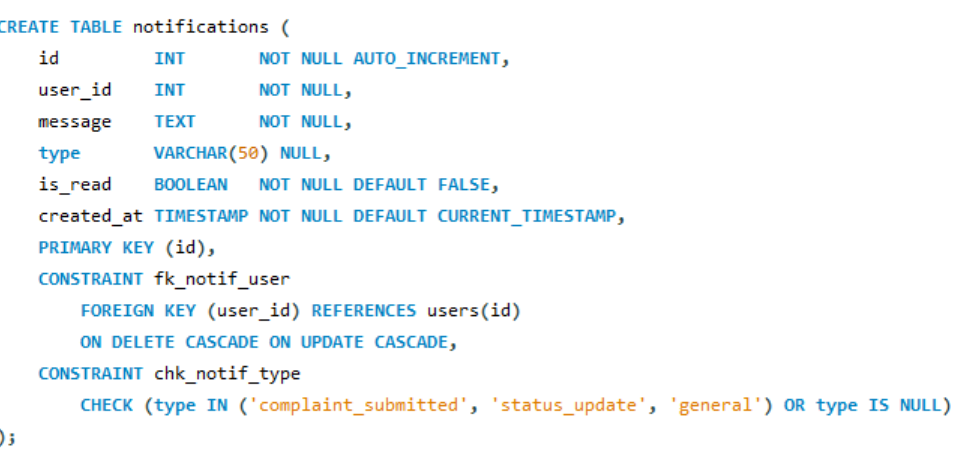 CREATE TABLE notifications (
    id         INT       NOT NULL AUTO_INCREMENT,
    user_id    INT       NOT NULL,
    message    TEXT      NOT NULL,
    type       VARCHAR(50) NULL,
    is_read    BOOLEAN   NOT NULL DEFAULT FALSE,
    created_at TIMESTAMP NOT NULL DEFAULT CURRENT_TIMESTAMP,
    PRIMARY KEY (id),
    CONSTRAINT fk_notif_user
        FOREIGN KEY (user_id) REFERENCES users(id)
        ON DELETE CASCADE ON UPDATE CASCADE,
    CONSTRAINT chk_notif_type
        CHECK (type IN ('complaint_submitted', 'status_update', 'general') OR type IS NULL)
);